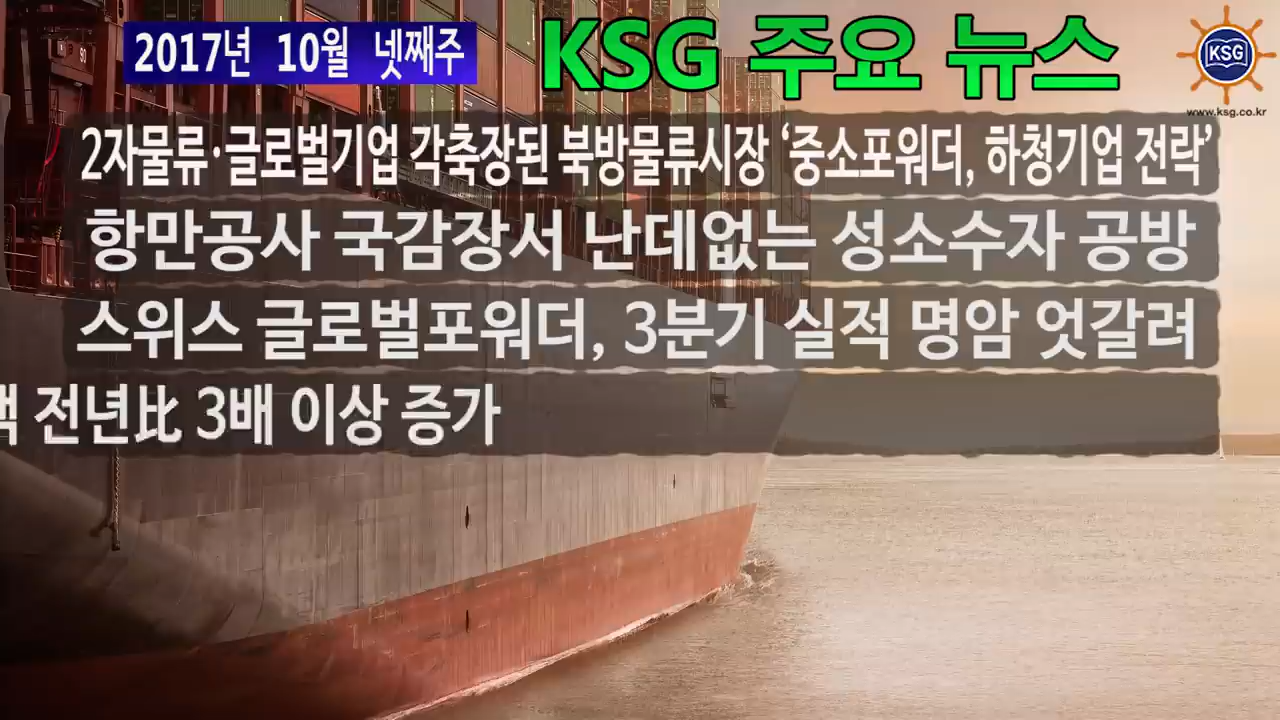 2017년 10월 넷째주
KSG 주요 뉴스
KSG
www.ksg.co.kr
2자물류·글로벌기업 각축장된 북방물류시장 ‘중소포워더, 하청기업 전락’
항만공사 국감장서 난데없는 성소수자 공방
스위스 글로벌포워더, 3분기 실적 명암 엇갈려
전년比 3배 이상 증가